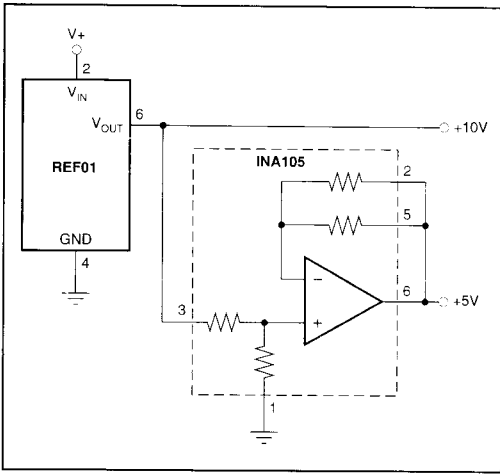 V+
2
V_IN
6
V_OUT
+10V
REF01
INA105
2
5
GND
4
−
6
+5V
3
+
1